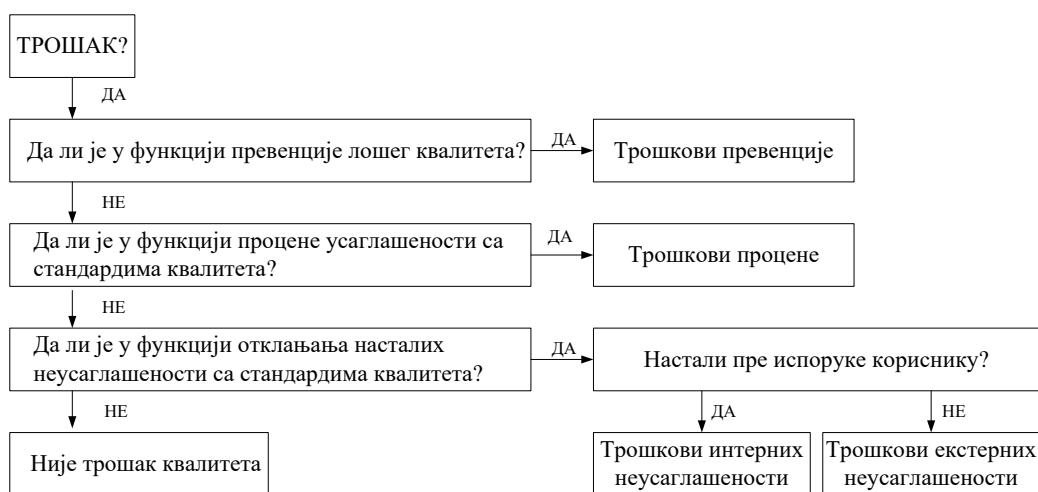 ТРОШАК?
ДА
Да ли је у функцији превенције лошег квалитета?
ДА
Трошкови превенције
НЕ
Да ли је у функцији процене усаглашености са
стандардима квалитета?
ДА
Трошкови процене
НЕ
Да ли је у функцији отклањања насталих
неусаглашености са стандардима квалитета?
ДА
Настали пре испоруке кориснику?
НЕ
ДА
НЕ
Није трошак квалитета
Трошкови интерних
неусаглашености
Трошкови екстерних
неусаглашености